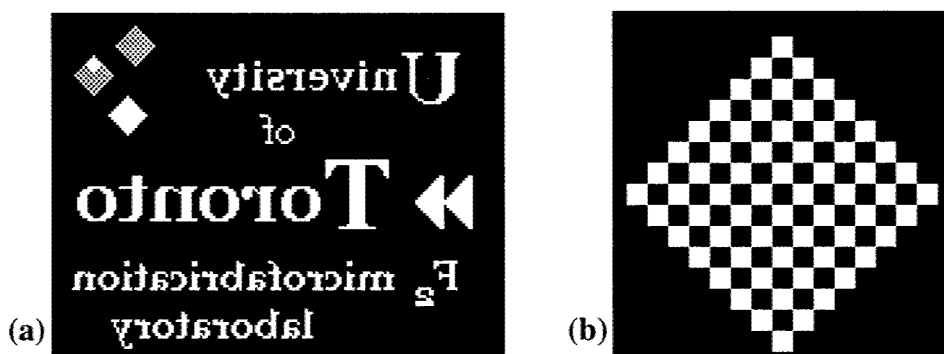 University
of
Toronto
F₂ microfabrication
laboratory
(a)
(b)